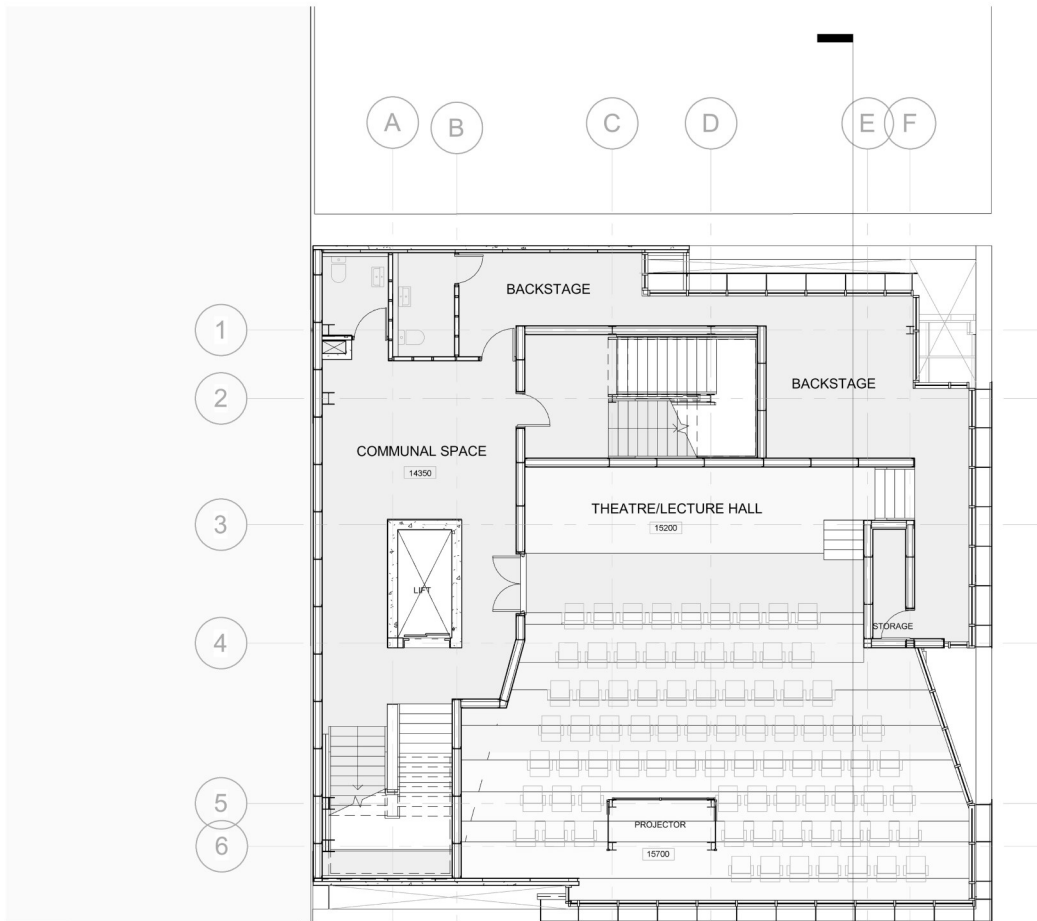 A B C D E F
BACKSTAGE
1
BACKSTAGE
2
COMMUNAL SPACE
14350
THEATRE/LECTURE HALL
3
15200
LIFT
STORAGE
4
5
PROJECTOR
6
15700